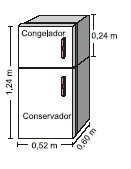 Congelador
0,24 m
1,24 m
Conservador
0,52 m
0,60 m